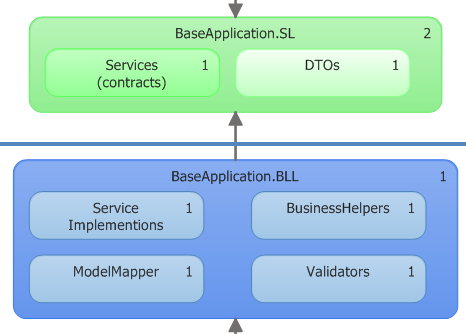 BaseApplication.SL 2
Services 1
(contracts)
DTOs 1
BaseApplication.BLL 1
Service 1
Implementions
BusinessHelpers 1
ModelMapper 1
Validators 1